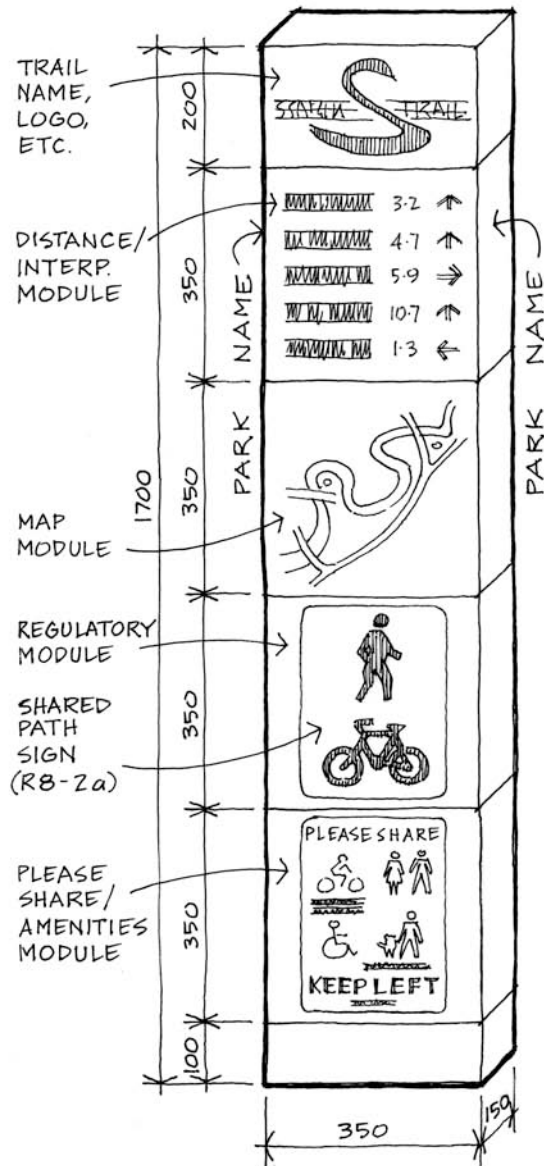 TRAIL
NAME,
LOGO,
ETC.
200
TRAIL
DISTANCE/
INTERP.
MODULE
350
3.2
4.7
5.9
10.7
1.3
PARK NAME
PARK NAME
1700
MAP
MODULE
350
REGULATORY
MODULE
SHARED
PATH
SIGN
(R8-2a)
350
PLEASE
SHARE/
AMENITIES
MODULE
350
PLEASE SHARE
KEEP LEFT
100
350
150